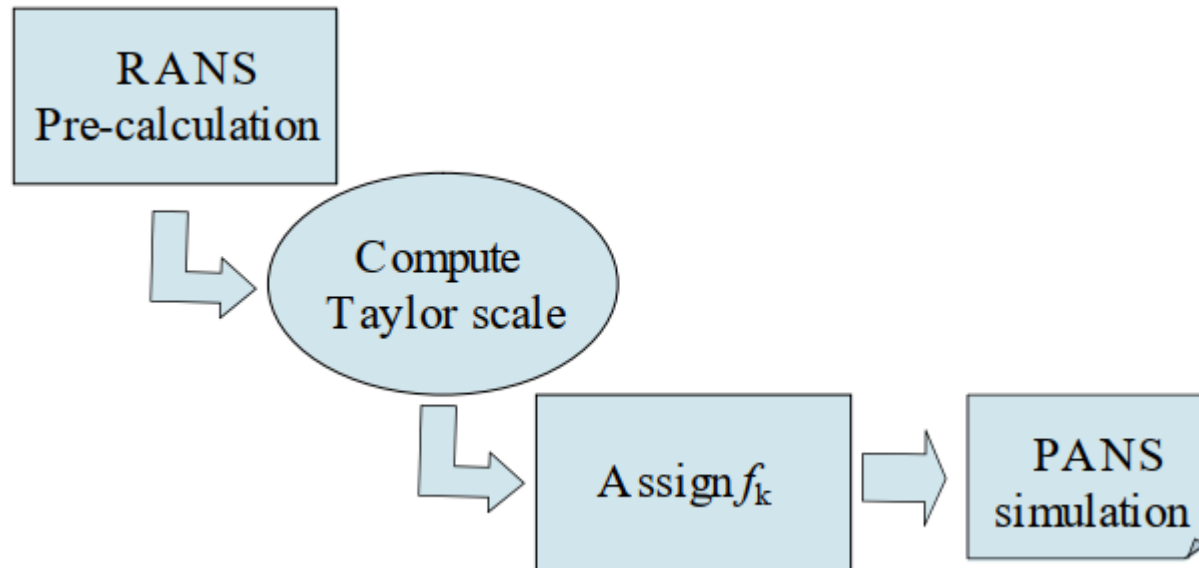 RANS
Pre-calculation
Compute
Taylor scale
Assign fk
PANS
simulation